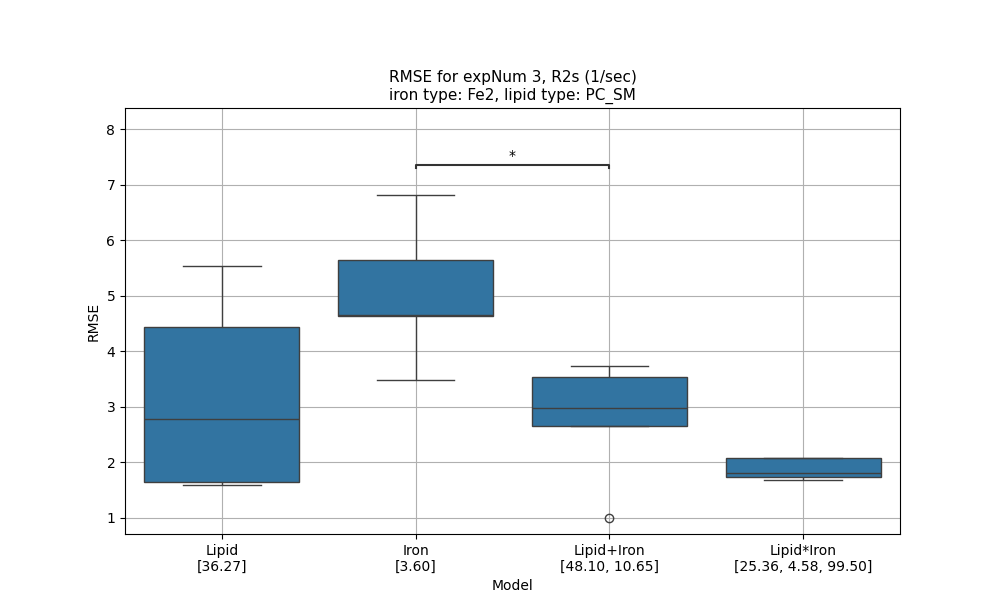 RMSE for expNum 3, R2s (1/sec)
iron type: Fe2, lipid type: PC_SM
8
7
6
5
4
3
2
1
RMSE
*
Lipid
[36.27]
Iron
[3.60]
Lipid+Iron
[48.10, 10.65]
Lipid*Iron
[25.36, 4.58, 99.50]
Model